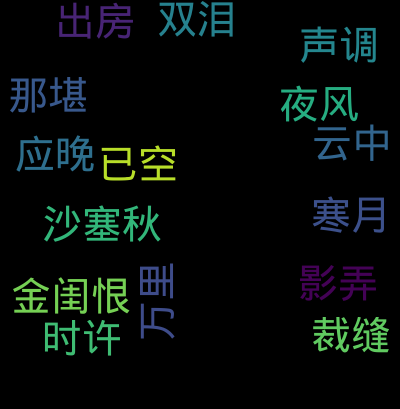 出房 双泪
声调
那堪
夜风
云中
应晚
已空
沙塞秋
寒月
万里
影弄
金闺恨
时许
裁缝